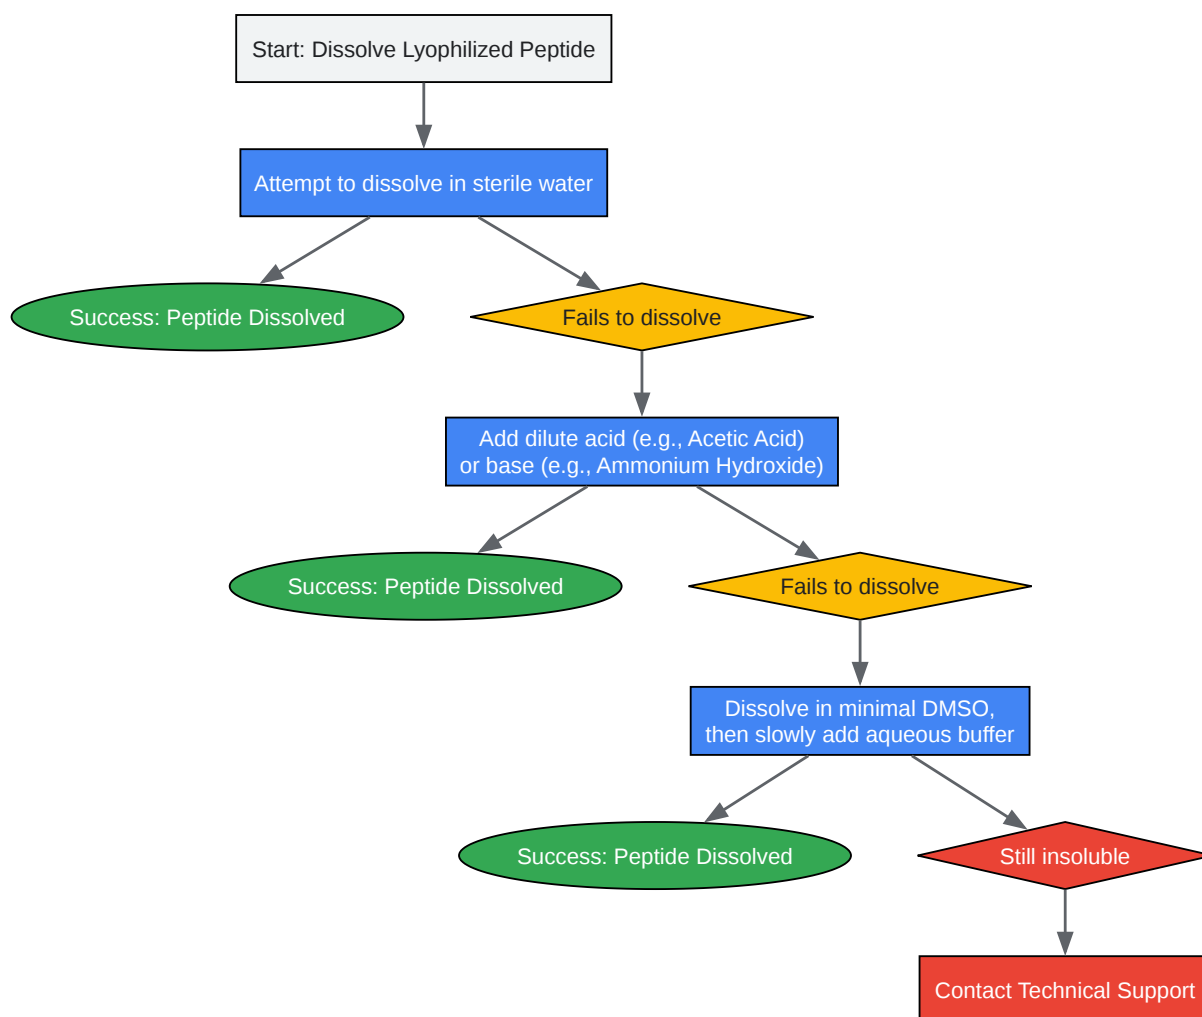 Start: Dissolve Lyophilized Peptide
Attempt to dissolve in sterile water
Success: Peptide Dissolved
Fails to dissolve
Add dilute acid (e.g., Acetic Acid)
or base (e.g., Ammonium Hydroxide)
Success: Peptide Dissolved
Fails to dissolve
Dissolve in minimal DMSO,
then slowly add aqueous buffer
Success: Peptide Dissolved
Still insoluble
Contact Technical Support